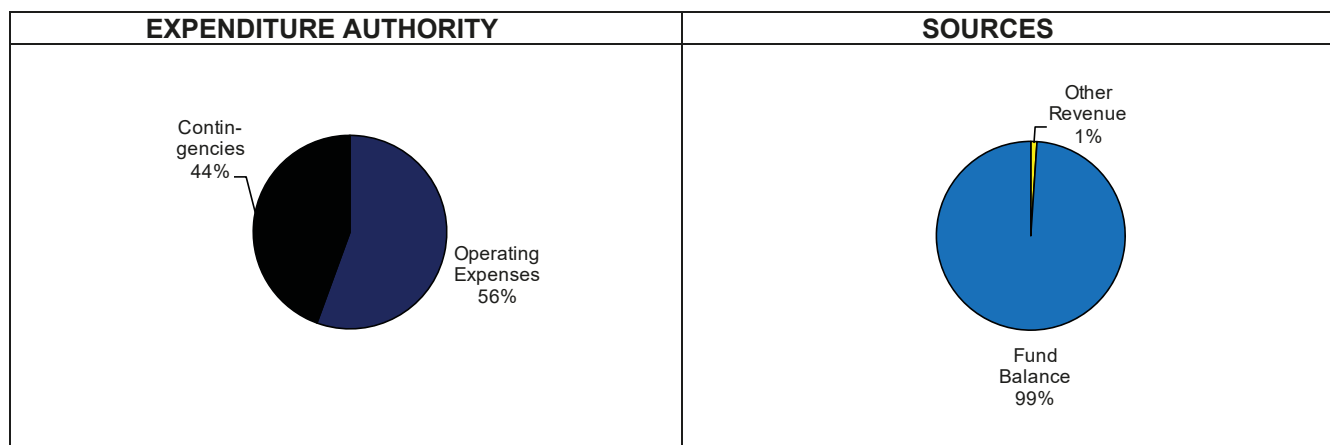 EXPENDITURE AUTHORITY
Contin-
gencies
44%
Operating
Expenses
56%
SOURCES
Other
Revenue
1%
Fund
Balance
99%